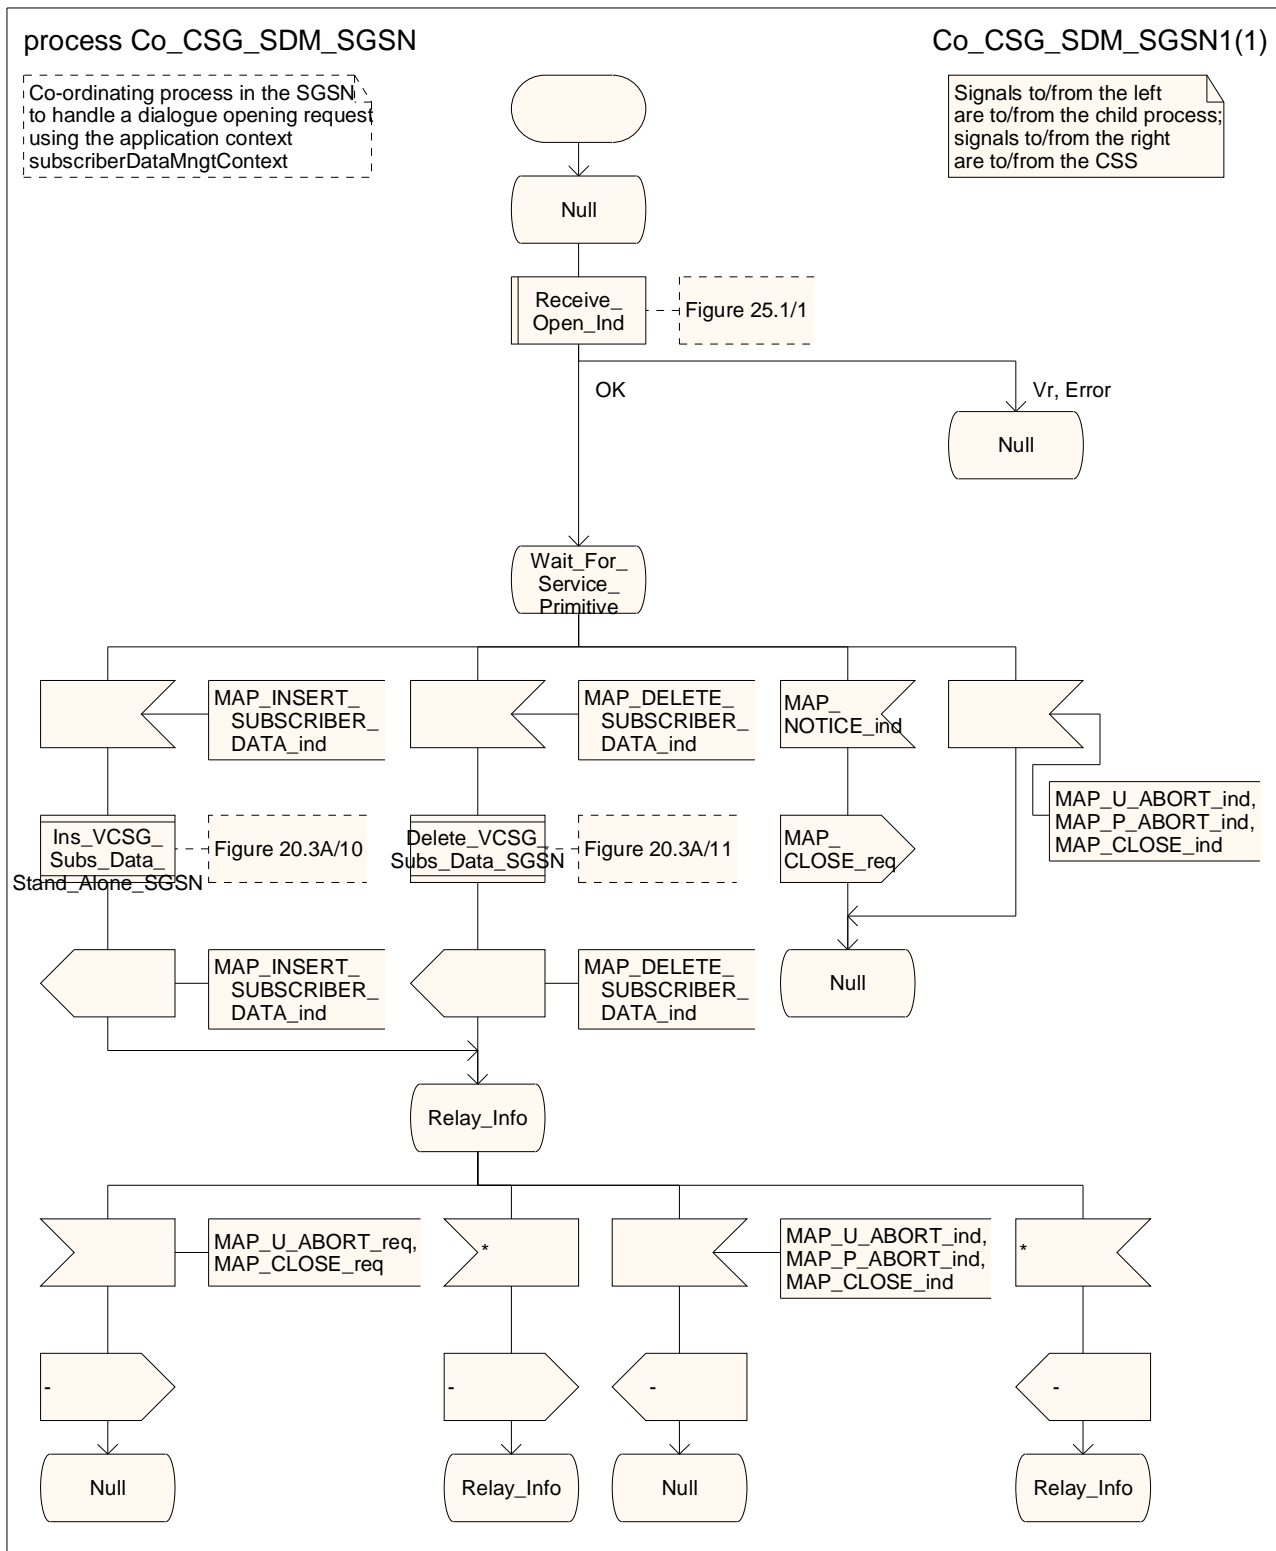 process Co_CSG_SDM_SGSN
Co_CSG_SDM_SGSN1(1)
Co-ordinating process in the SGSN
to handle a dialogue opening request
using the application context
subscriberDataMngtContext
Signals to/from the left
are to/from the child process;
signals to/from the right
are to/from the CSS
Null
Receive_
Open_Ind
Figure 25.1/1
OK
Vr, Error
Null
Wait_For_
Service_
Primitive
MAP_INSERT_
SUBSCRIBER_
DATA_ind
MAP_DELETE_
SUBSCRIBER_
DATA_ind
MAP_
NOTICE_ind
MAP_U_ABORT_ind,
MAP_P_ABORT_ind,
MAP_CLOSE_ind
Ins_VCSG_
Subs_Data_
Stand_Alone_SGSN
Figure 20.3A/10
Delete_VCSG_
Subs_Data_SGSN
Figure 20.3A/11
MAP_
CLOSE_req
MAP_INSERT_
SUBSCRIBER_
DATA_ind
MAP_DELETE_
SUBSCRIBER_
DATA_ind
Null
Relay_Info
MAP_U_ABORT_req,
MAP_CLOSE_req
*
MAP_U_ABORT_ind,
MAP_P_ABORT_ind,
MAP_CLOSE_ind
*
-
-
-
-
Null
Relay_Info
Null
Relay_Info